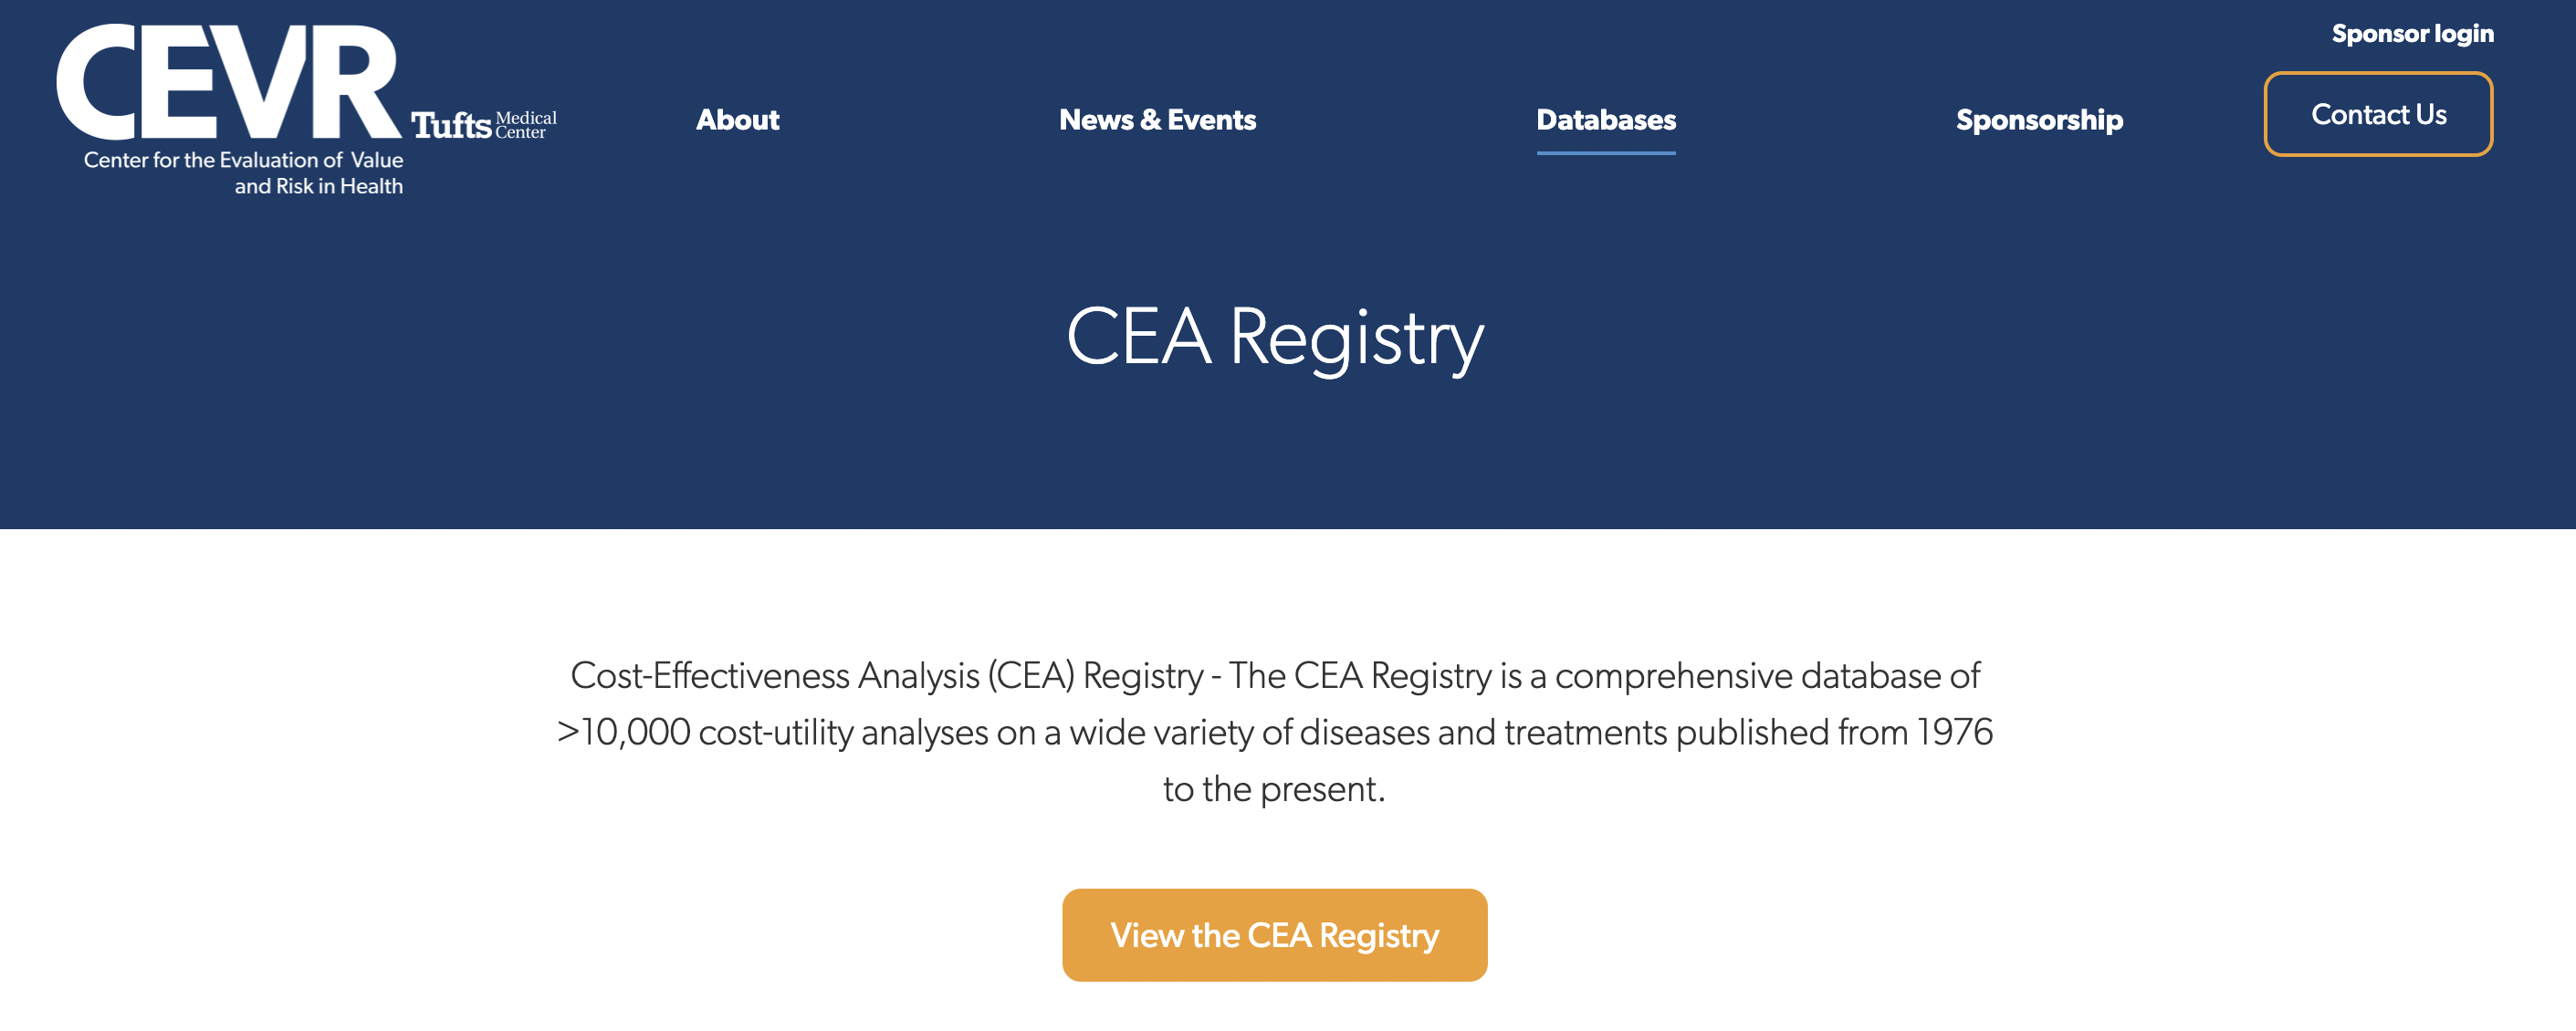 Sponsor login
CEVR
Tufts Medical Center
Center for the Evaluation of Value
and Risk in Health
About
News & Events
Databases
Sponsorship
Contact Us
CEA Registry
Cost-Effectiveness Analysis (CEA) Registry - The CEA Registry is a comprehensive database of
>10,000 cost-utility analyses on a wide variety of diseases and treatments published from 1976
to the present.
View the CEA Registry